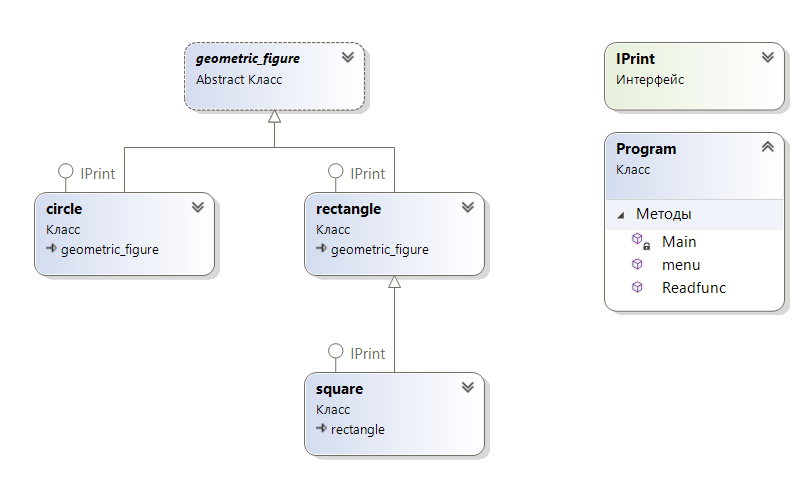 geometric_figure
Abstract Класс
IPrint
Интерфейс
Program
Класс
Методы
Main
menu
Readfunc
IPrint
circle
Класс
geometric_figure
IPrint
rectangle
Класс
geometric_figure
IPrint
square
Класс
rectangle